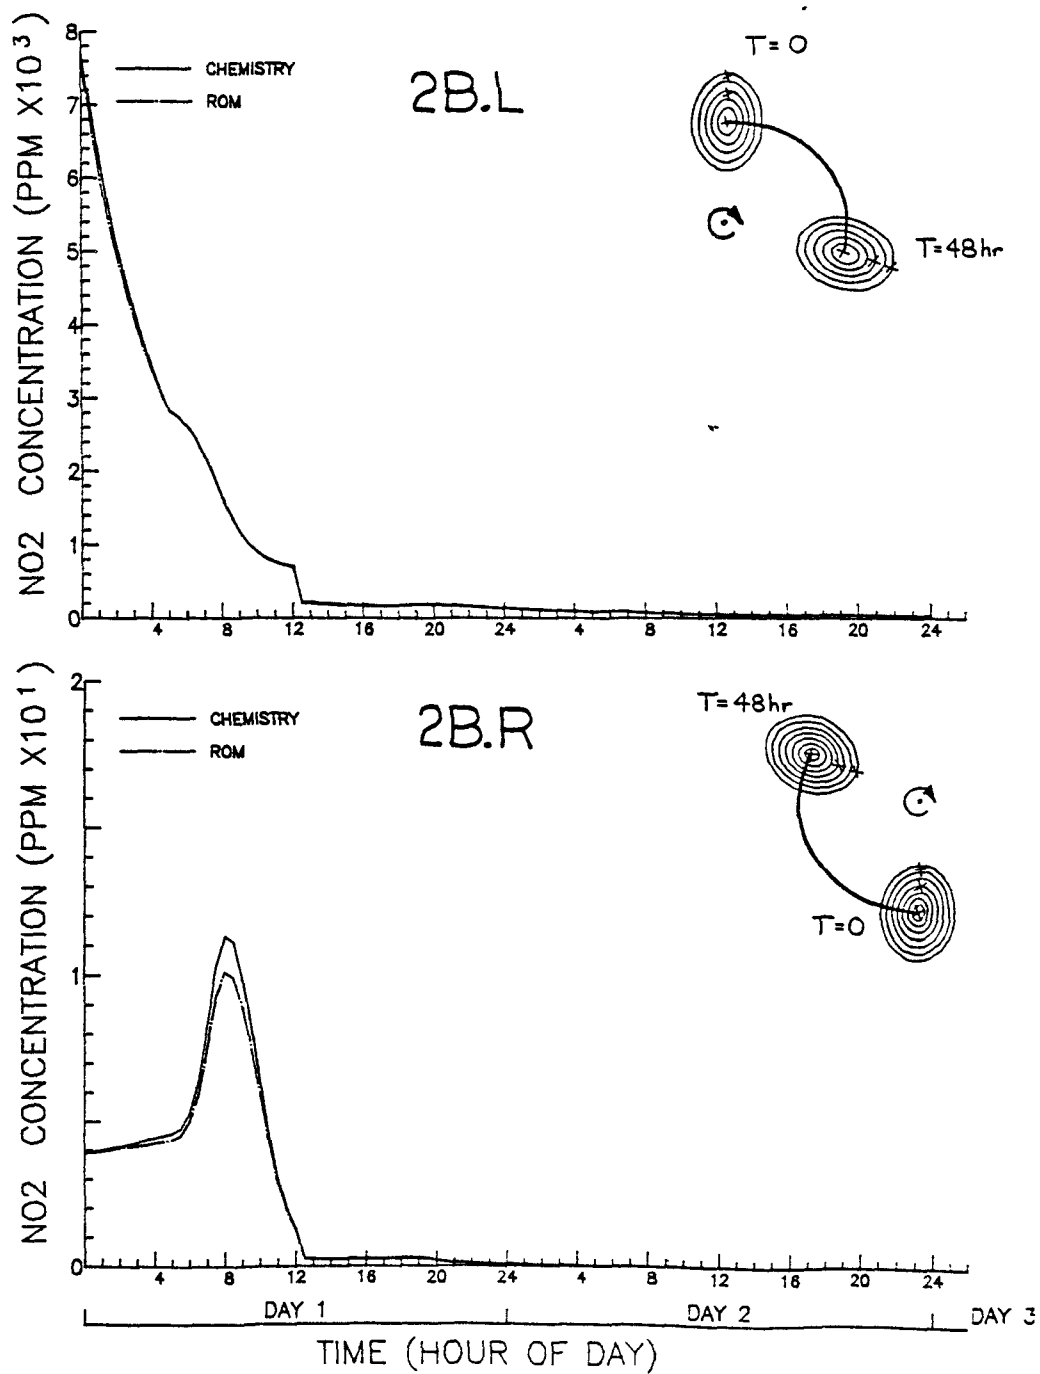 NO2 CONCENTRATION (PPM X10³)
8
7
6
5
4
3
2
1
0
CHEMISTRY
ROM
2B.L
T=0
T=48hr
4 8 12 16 20 24 4 8 12 16 20 24
NO2 CONCENTRATION (PPM X10¹)
2
1
0
CHEMISTRY
ROM
2B.R
T=48hr
T=0
4 8 12 16 20 24 4 8 12 16 20 24
DAY 1 DAY 2 DAY 3
TIME (HOUR OF DAY)